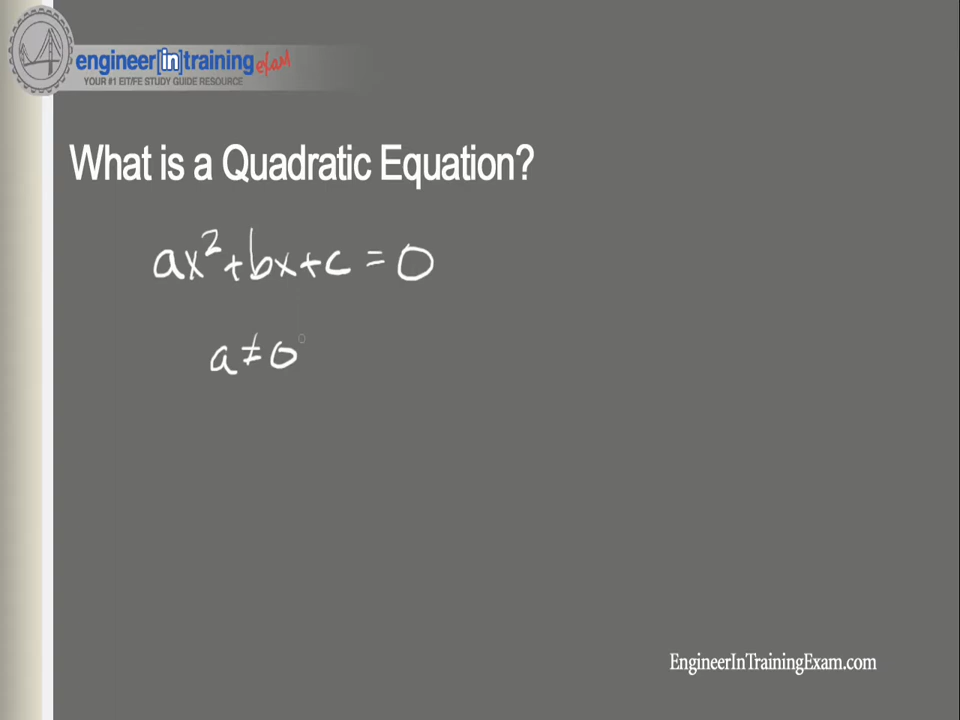 engineer[in]training exam
YOUR #1 EIT/FE STUDY GUIDE RESOURCE
What is a Quadratic Equation?
ax²+bx+c=0
a≠0
EngineerInTrainingExam.com